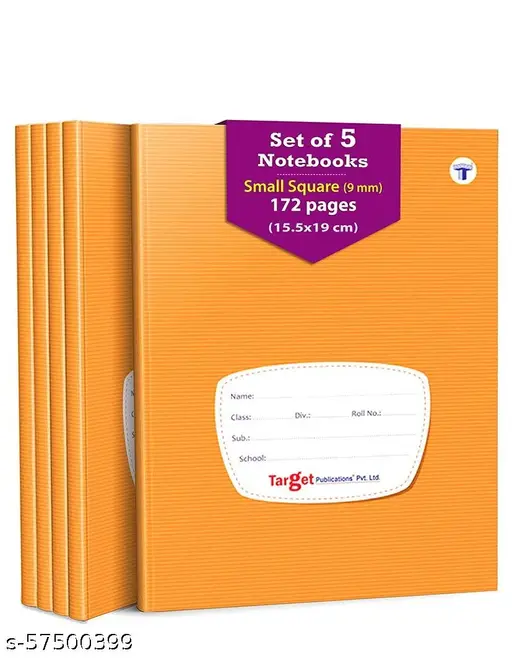 Set of 5
Notebooks
Small Square (9 mm)
172 pages
(15.5x19 cm)
T
Name:
Class: Div.: Roll No.:
Sub.:
School:
Target Publications® Pvt. Ltd.
s-57500399